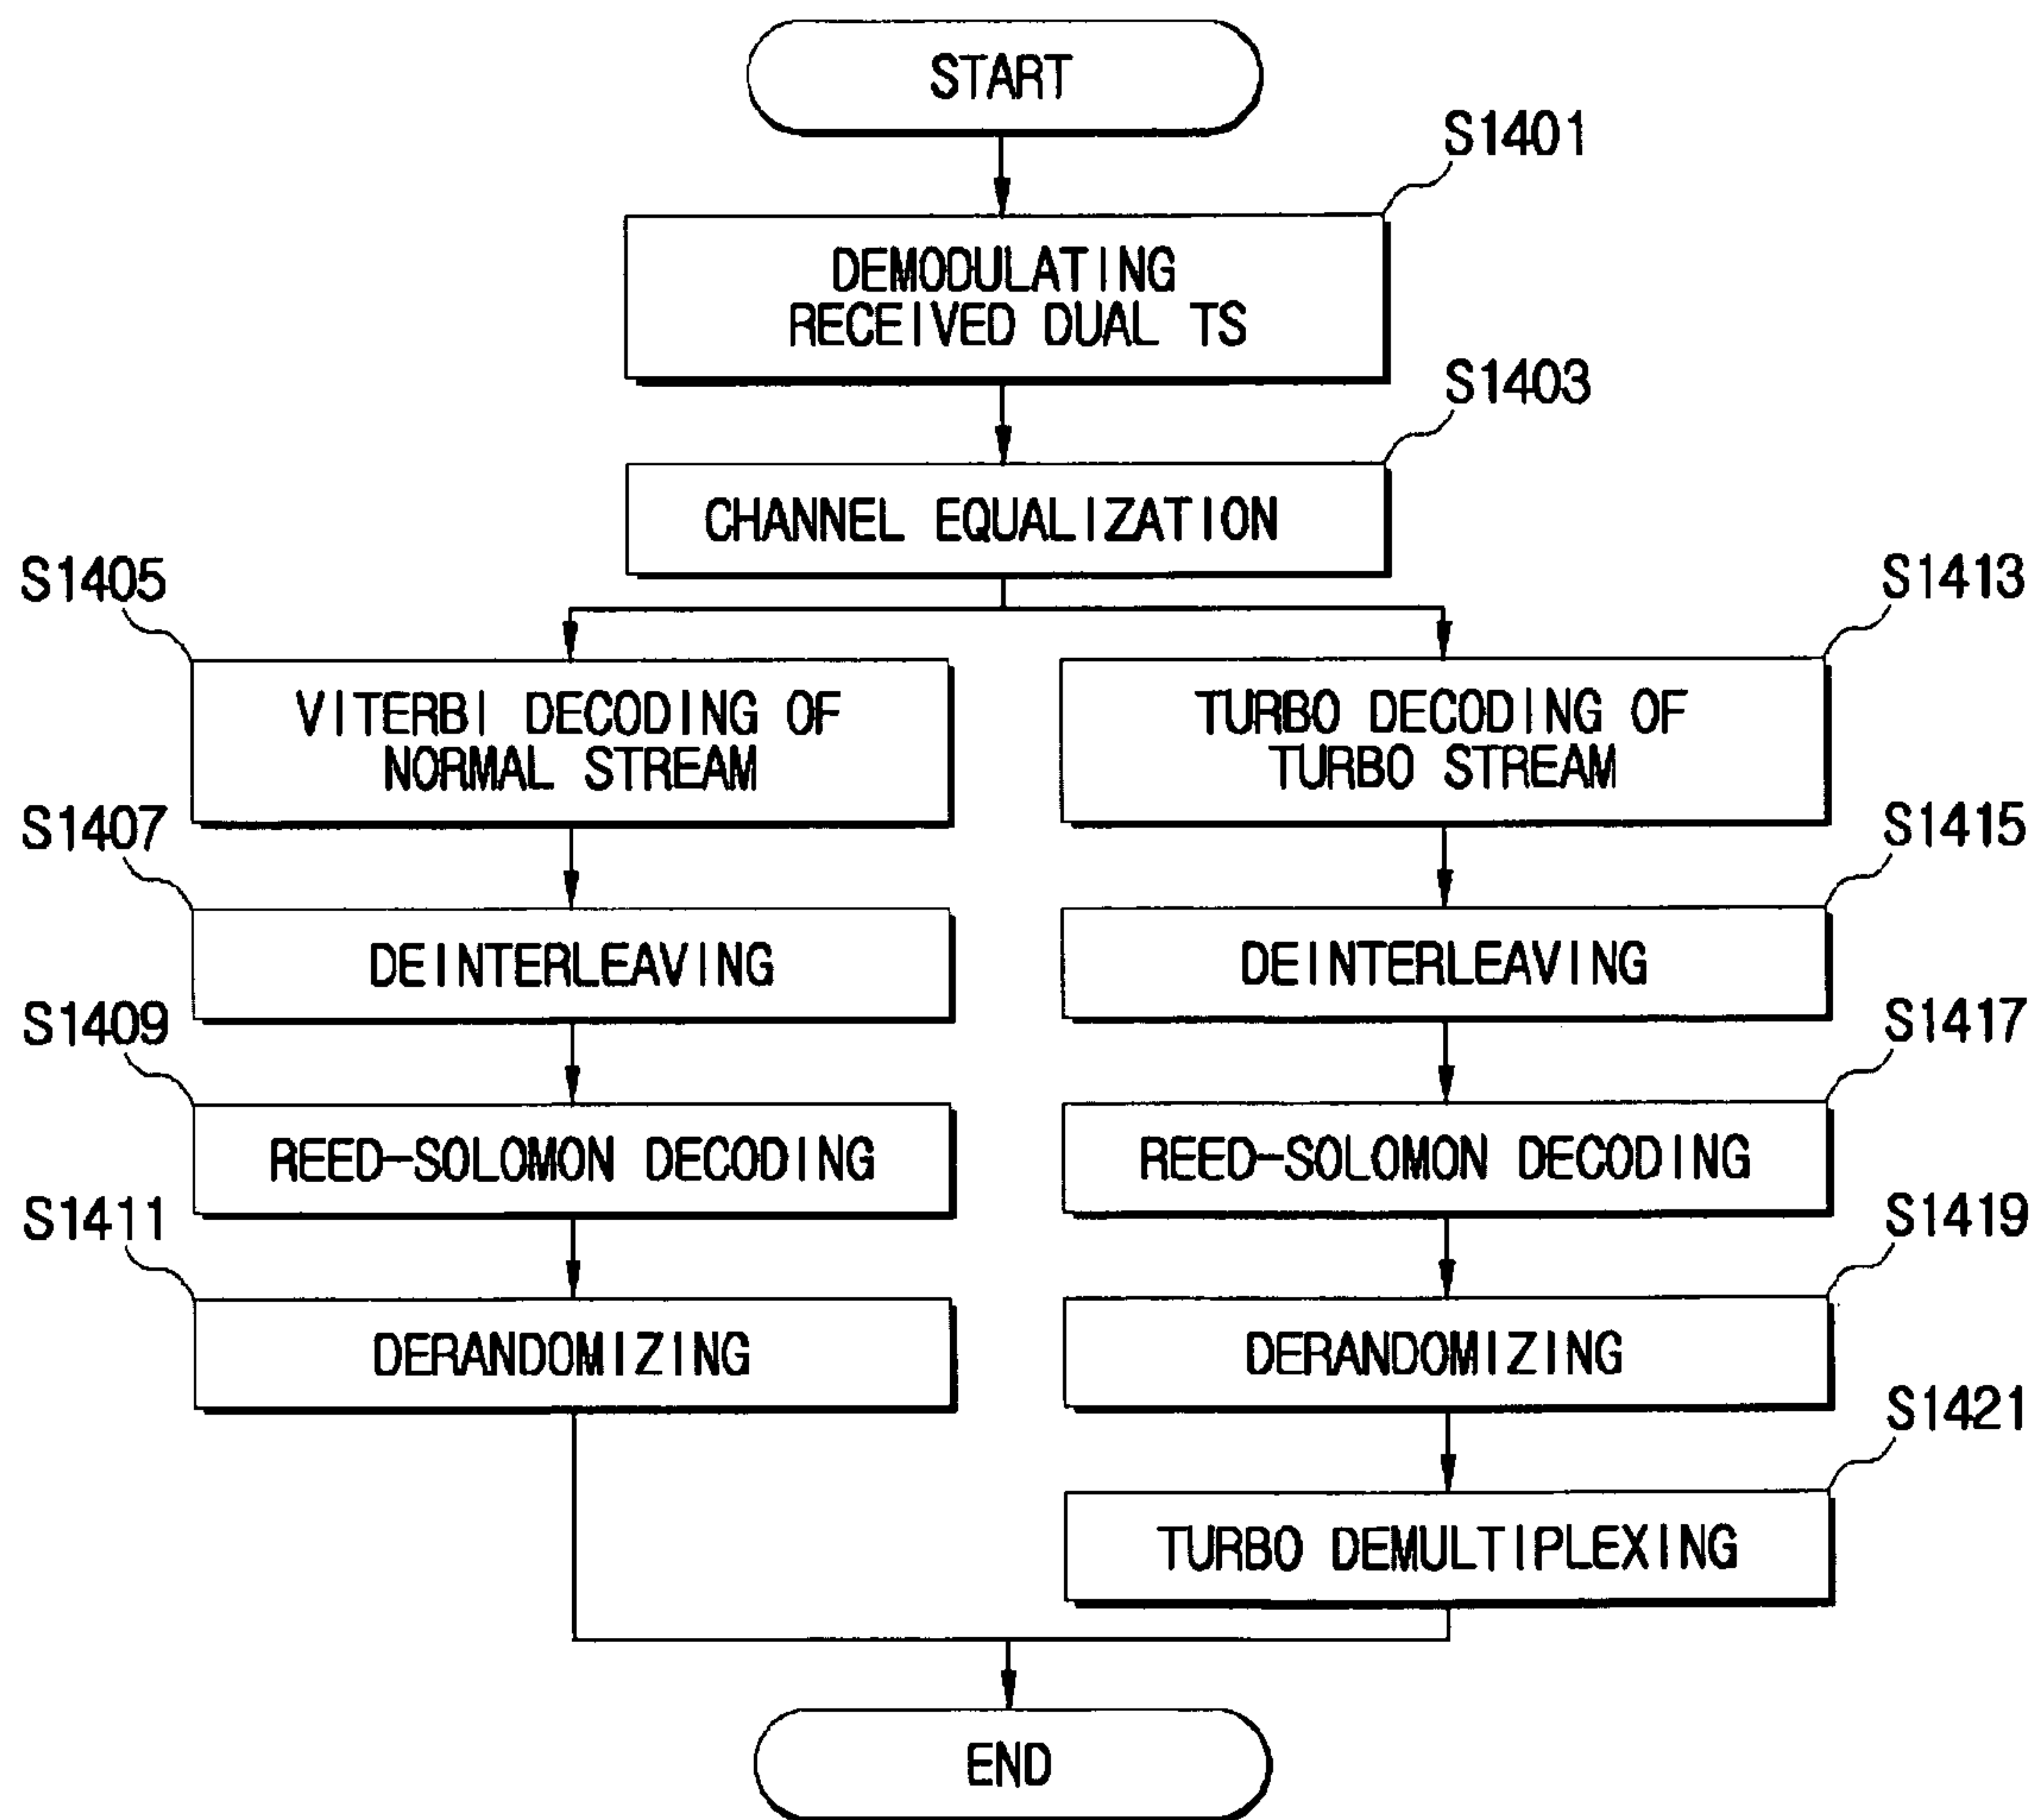 START
S1401
DEMODULATING
RECEIVED DUAL TS
S1403
CHANNEL EQUALIZATION
S1405
VITERBI DECODING OF
NORMAL STREAM
S1413
TURBO DECODING OF
TURBO STREAM
S1407
DEINTERLEAVING
S1415
DEINTERLEAVING
S1409
REED-SOLOMON DECODING
S1417
REED-SOLOMON DECODING
S1411
DERANDOMIZING
S1419
DERANDOMIZING
S1421
TURBO DEMULTIPLEXING
END